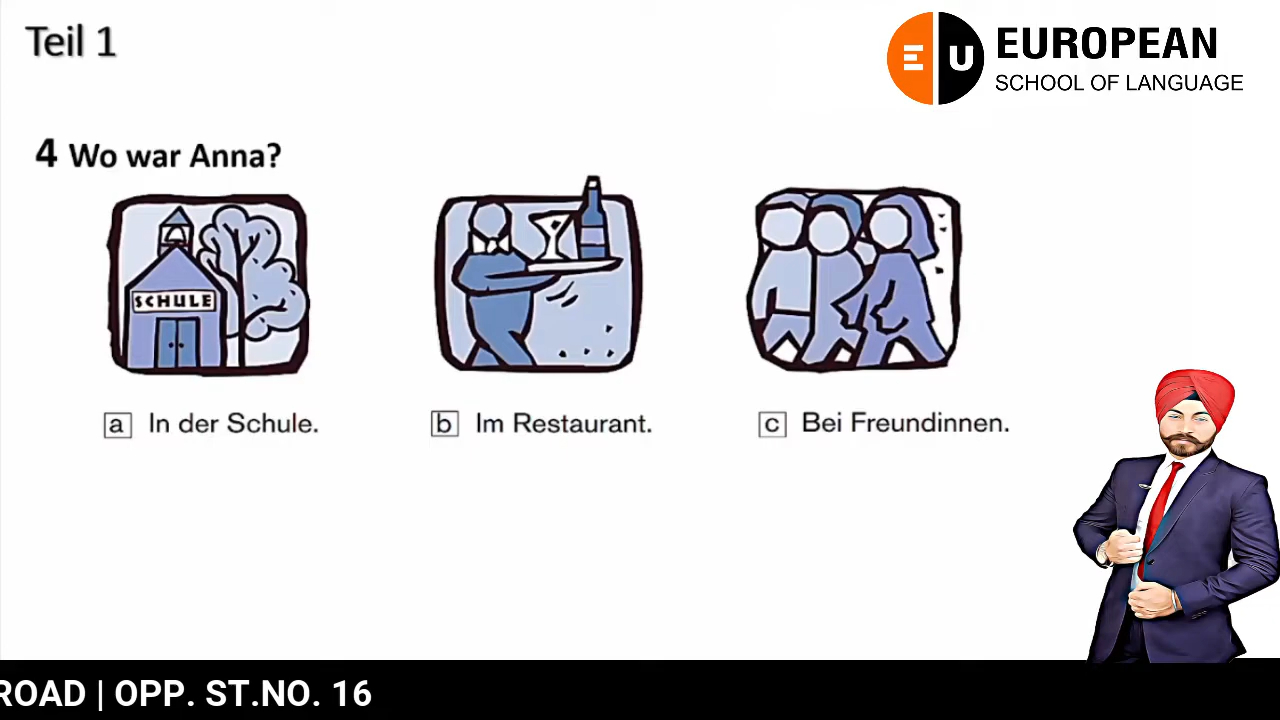 Teil 1
E U EUROPEAN
SCHOOL OF LANGUAGE
4 Wo war Anna?
SCHULE
a In der Schule.
b Im Restaurant.
c Bei Freundinnen.
ROAD | OPP. ST.NO. 16